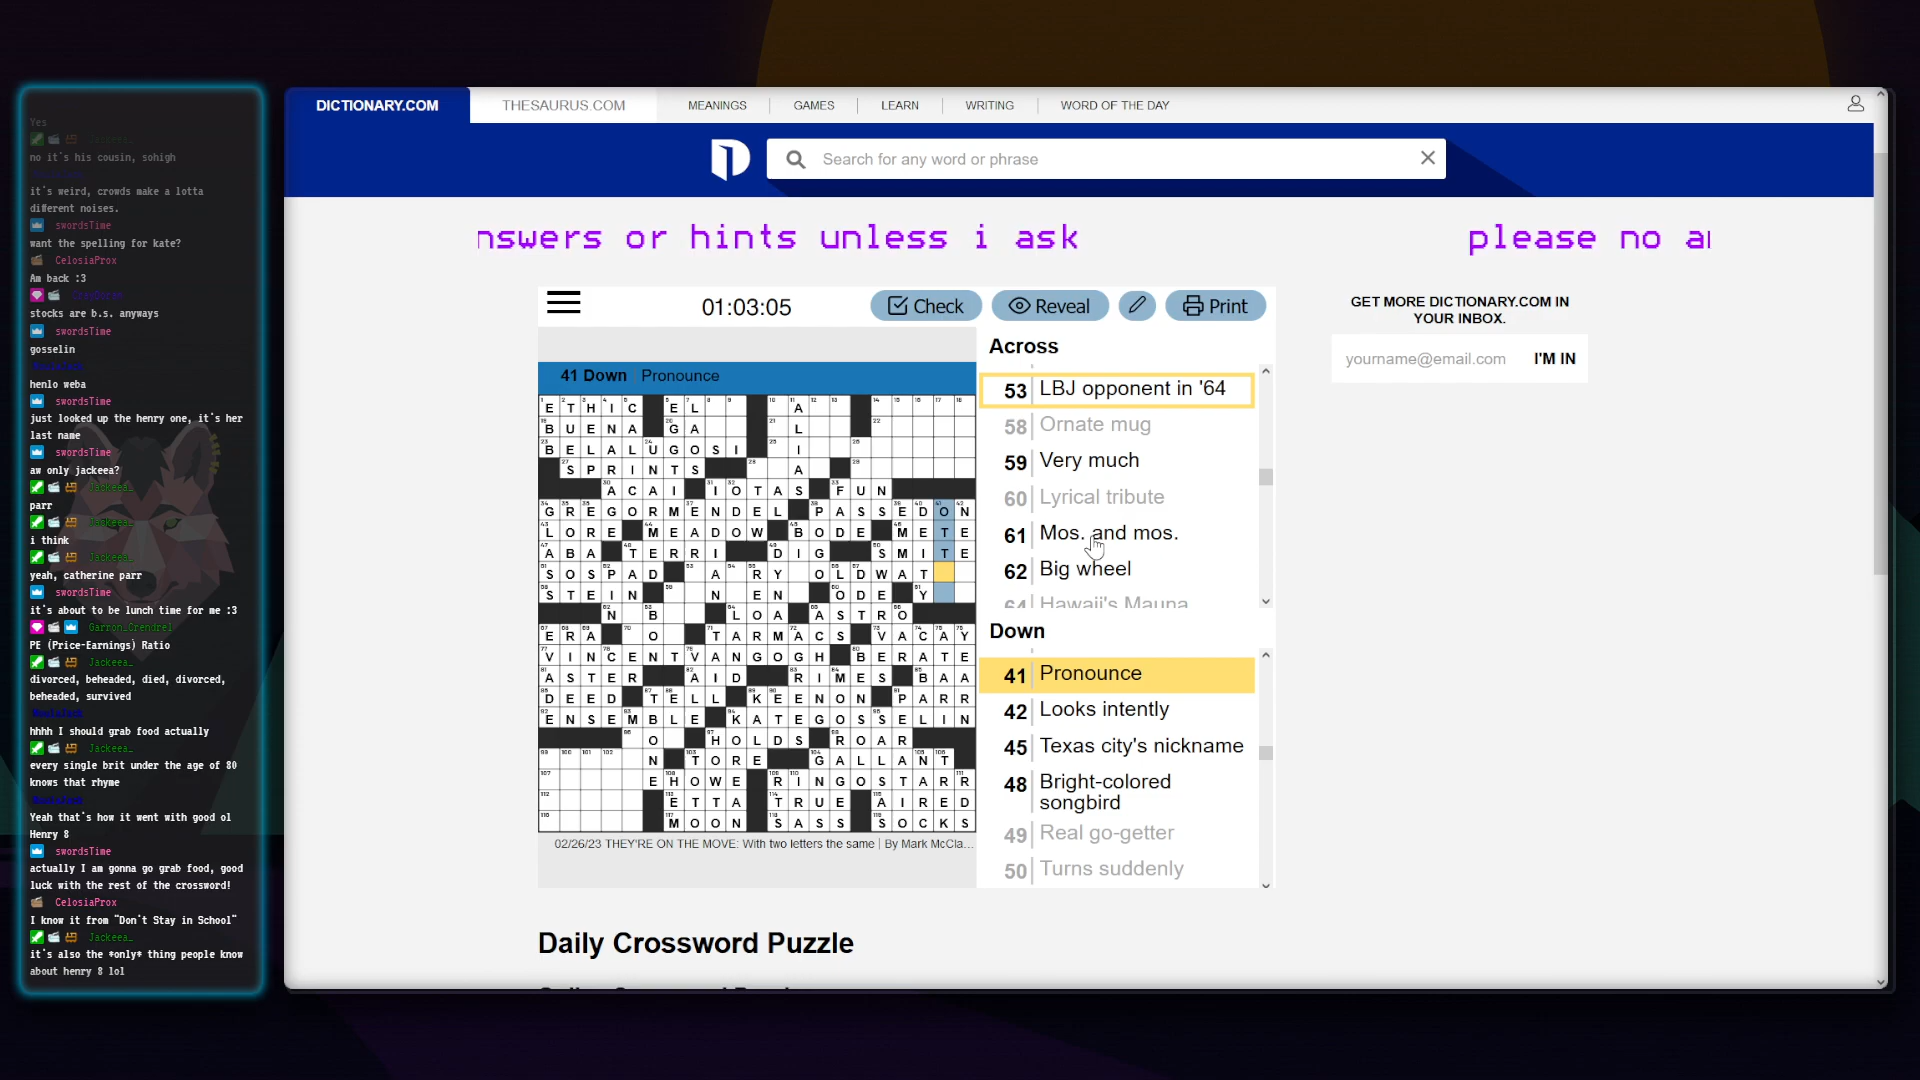 Yes
no it's his cousin, sohigh
it's weird, crowds make a lotta
different noises.
swordsTime
want the spelling for kate?
CelosiaProx
Am back :3
stocks are b.s. anyways
swordsTime
gosselin
henlo weba
swordsTime
just looked up the henry one, it's her
last name
swordsTime
aw only jackeea?
Jackeea_
parr
Jackeea_
i think
Jackeea_
yeah, catherine parr
swordsTime
it's about to be lunch time for me :3
Garron_Crendrel
PE (Price-Earnings) Ratio
Jackeea_
divorced, beheaded, died, divorced,
beheaded, survived
hhhh I should grab food actually
Jackeea_
every single brit under the age of 80
knows that rhyme
Yeah that's how it went with good ol
Henry 8
swordsTime
actually I am gonna go grab food, good
luck with the rest of the crossword!
CelosiaProx
I know it from "Don't Stay in School"
Jackeea_
it's also the *only* thing people know
about henry 8 lol
DICTIONARY.COM
THESAURUS.COM
MEANINGS
GAMES
LEARN
WRITING
WORD OF THE DAY
Search for any word or phrase
nswers or hints unless i ask
please no a
01:03:05
Check
Reveal
Print
41 Down Pronounce
E T H I C E L A
B U E N A G A L
B E L A L U G O S I I
S P R I N T S A
A C A I I O T A S F U N
G R E G O R M E N D E L P A S S E D O N
L O R E M E A D O W B O D E M E T E
A B A T E R R I D I G S M I T E
S O S P A D A R Y O L D W A T
S T E I N N E N O D E Y
N B L O A A S T R O
E R A O T A R M A C S V A C A Y
V I N C E N T V A N G O G H B E R A T E
A S T E R A I D R I M E S B A A
D E E D T E L L K E E N O N P A R R
E N S E M B L E K A T E G O S S E L I N
O H O L D S R O A R
N T O R E G A L L A N T
E H O W E R I N G O S T A R R
E T T A T R U E A I R E D
M O O N S A S S S O C K S
02/26/23 THEY'RE ON THE MOVE: With two letters the same | By Mark McCla...
Across
53 LBJ opponent in '64
58 Ornate mug
59 Very much
60 Lyrical tribute
61 Mos. and mos.
62 Big wheel
64 Hawaii's Mauna
Down
41 Pronounce
42 Looks intently
45 Texas city's nickname
48 Bright-colored
songbird
49 Real go-getter
50 Turns suddenly
GET MORE DICTIONARY.COM IN
YOUR INBOX.
yourname@email.com
I'M IN
Daily Crossword Puzzle